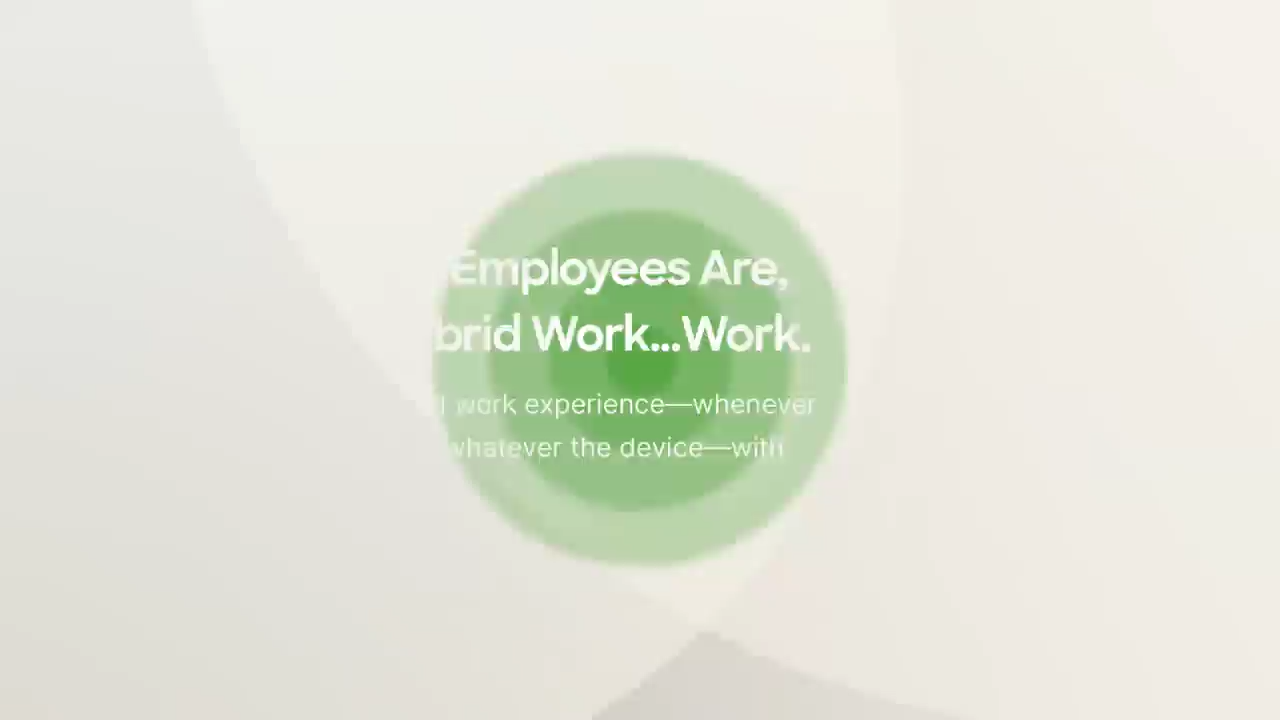 Employees Are,
brid Work...Work.
work experience—whenever
whatever the device—with